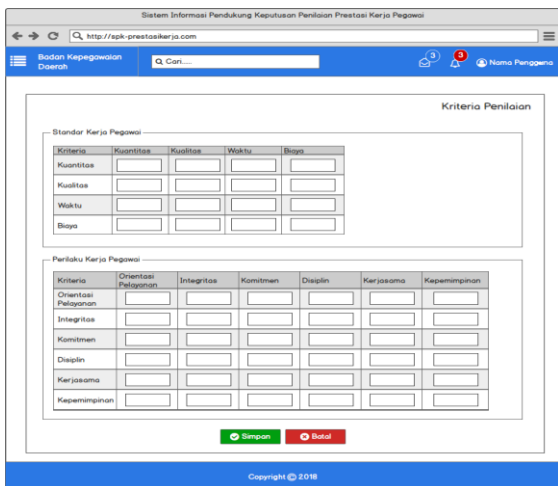 Sistem Informasi Pendukung Keputusan Penilaian Prestasi Kerja Pegawai
http://spk-prestasikerja.com
Badan Kepegawaian Daerah
Cari.....
3
3
Nama Pengguna
Kriteria Penilaian
Standar Kerja Pegawai
Kriteria Kuantitas Kualitas Waktu Biaya
Kuantitas
Kualitas
Waktu
Biaya
Perilaku Kerja Pegawai
Kriteria Orientasi Pelayanan Integritas Komitmen Disiplin Kerjasama Kepemimpinan
Orientasi Pelayanan
Integritas
Komitmen
Disiplin
Kerjasama
Kepemimpinan
Simpan Batal
Copyright © 2018